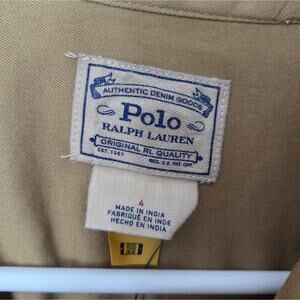 AUTHENTIC DENIM GOODS
Polo
RALPH LAUREN
ORIGINAL RL QUALITY
EST. 1967
REG. U.S. PAT. OFF.
4
MADE IN INDIA
FABRIQUÉ EN INDE
HECHO EN INDIA